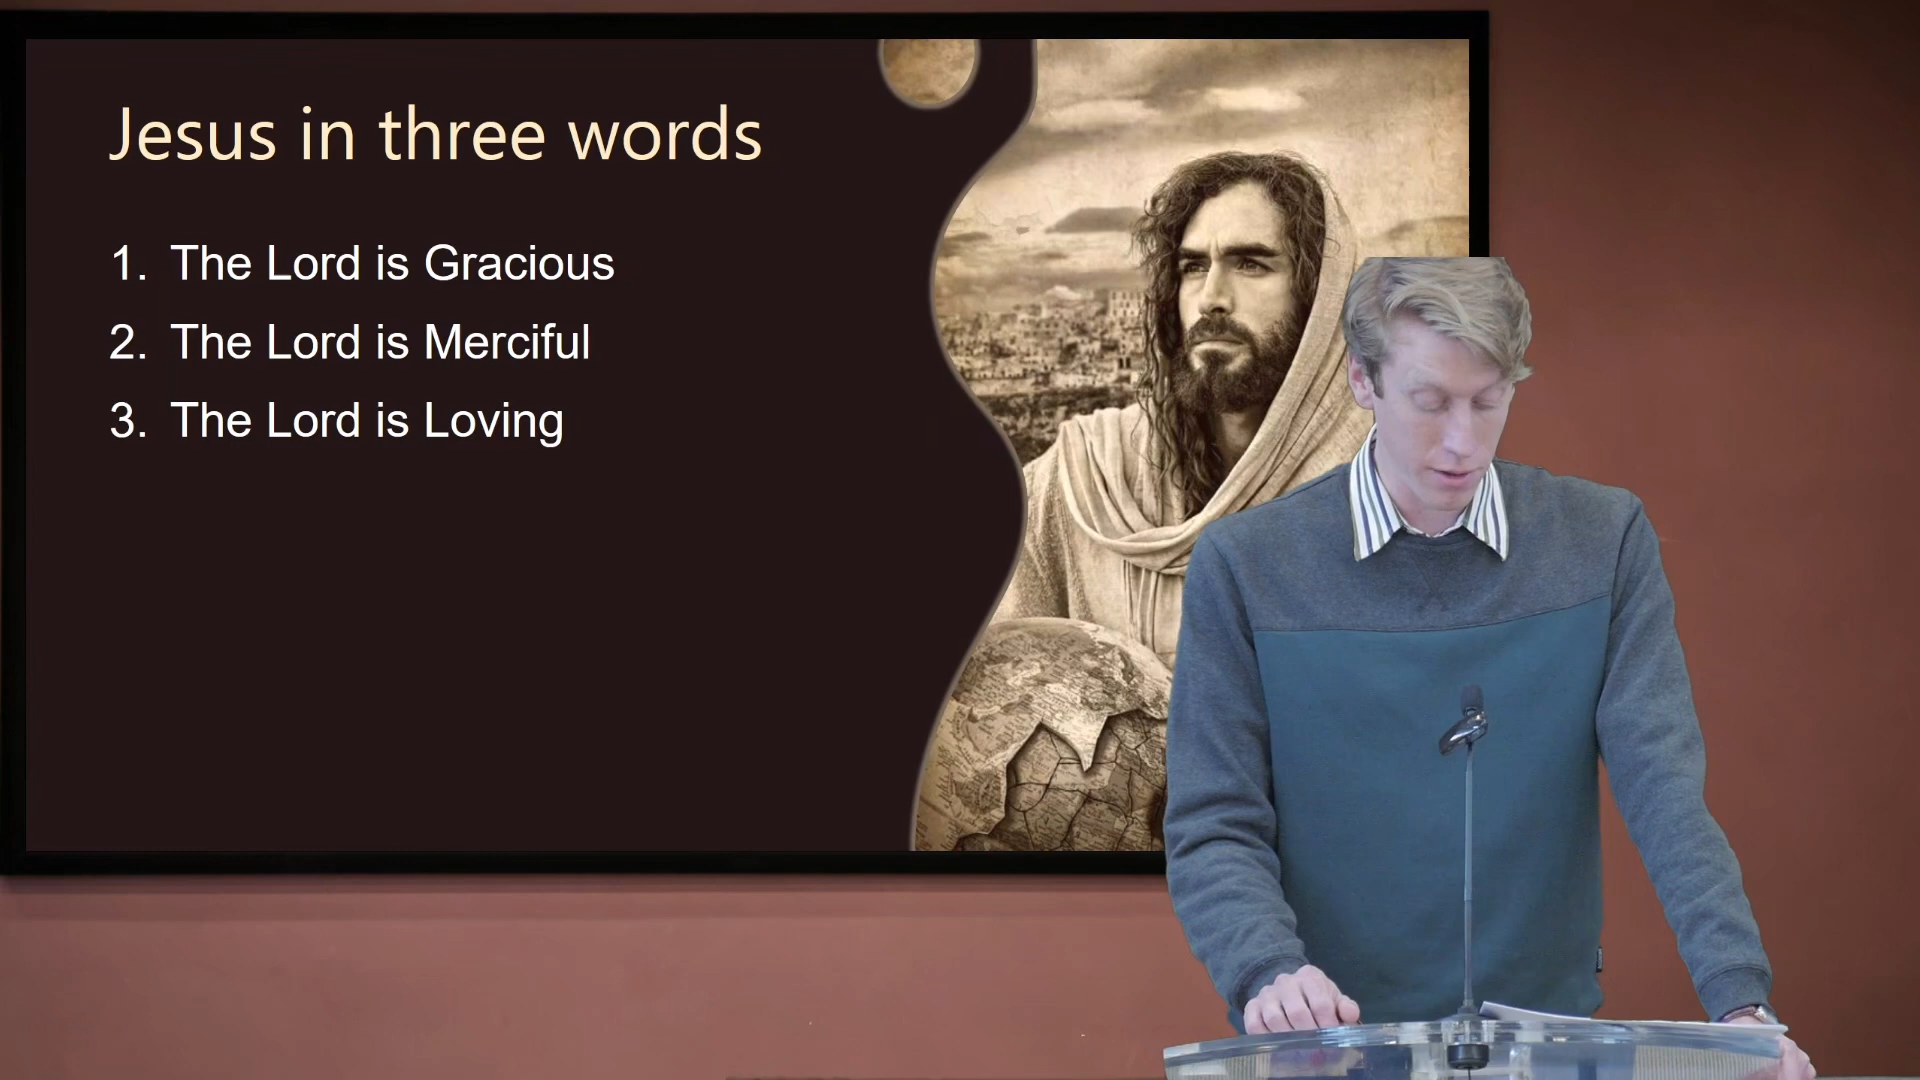 Jesus in three words
1. The Lord is Gracious
2. The Lord is Merciful
3. The Lord is Loving